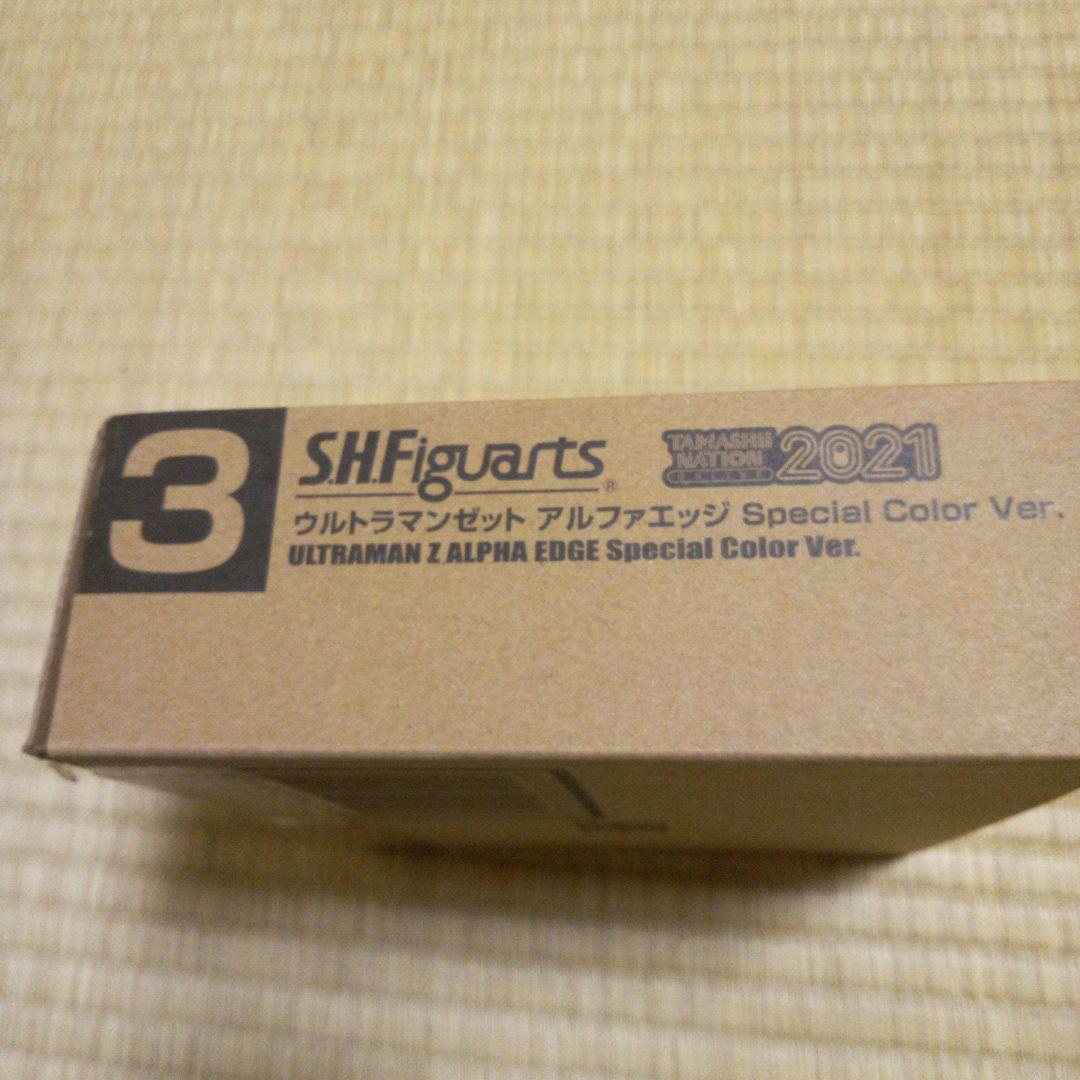 3
S.H.Figuarts®
TAMASHII
NATION
ONLINE
2021
ウルトラマンゼット アルファエッジ Special Color Ver.
ULTRAMAN Z ALPHA EDGE Special Color Ver.